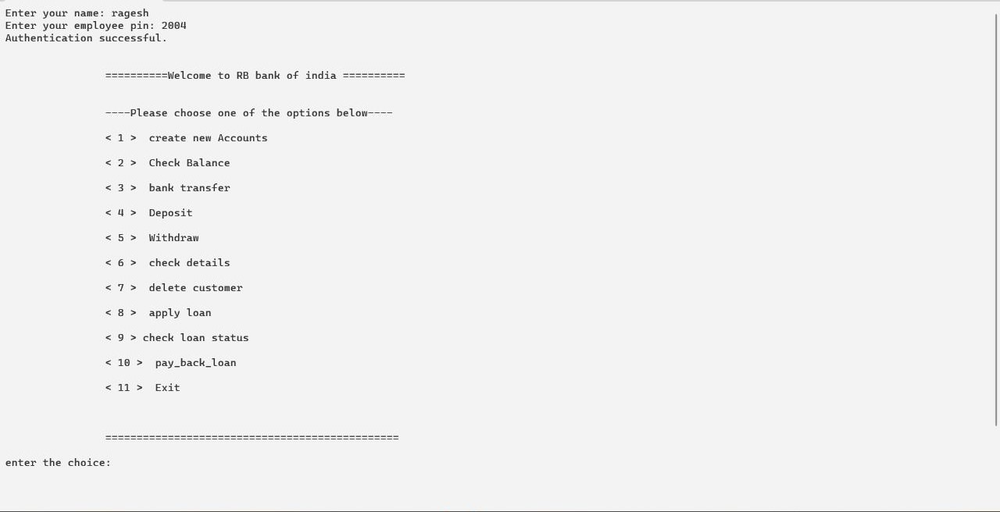 Enter your name: ragesh
Enter your employee pin: 2004
Authentication successful.
==========Welcome to RB bank of india ==========
----Please choose one of the options below----
< 1 >  create new Accounts
< 2 >  Check Balance
< 3 >  bank transfer
< 4 >  Deposit
< 5 >  Withdraw
< 6 >  check details
< 7 >  delete customer
< 8 >  apply loan
< 9 > check loan status
< 10 >  pay_back_loan
< 11 >  Exit
===============================================
enter the choice: